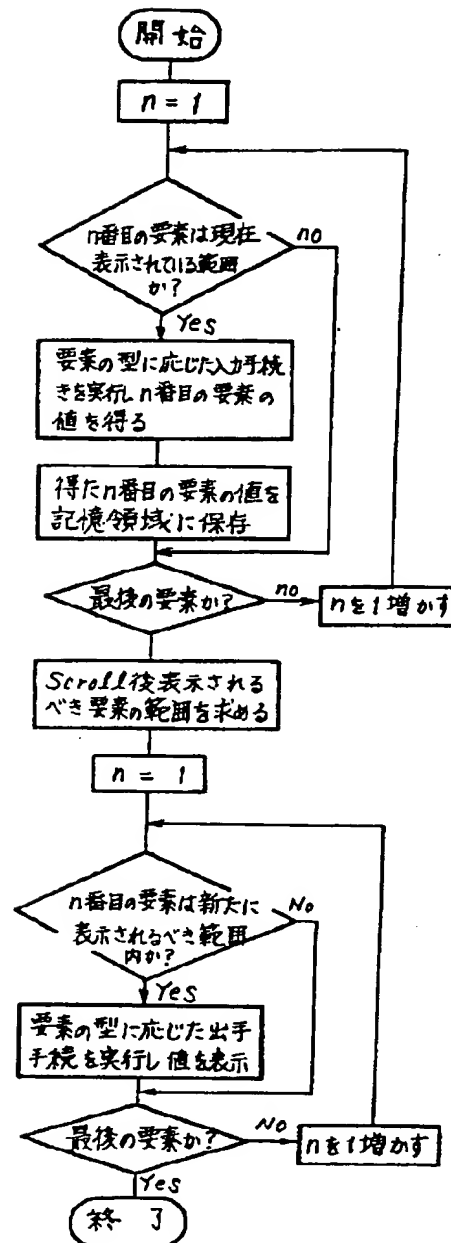 開始
n = 1
n番目の要素は現在
表示されている範囲
か?
no
Yes
要素の型に応じた入力手続
きを実行しn番目の要素の
値を得る
得たn番目の要素の値を
記憶領域に保存
最後の要素か?
no
nを1増かす
Scroll後表示される
べき要素の範囲を求める
n = 1
n番目の要素は新たに
表示されるべき範囲
内か?
No
Yes
要素の型に応じた出手
手続を実行し値を表示
最後の要素か?
No
nを1増かす
Yes
終了